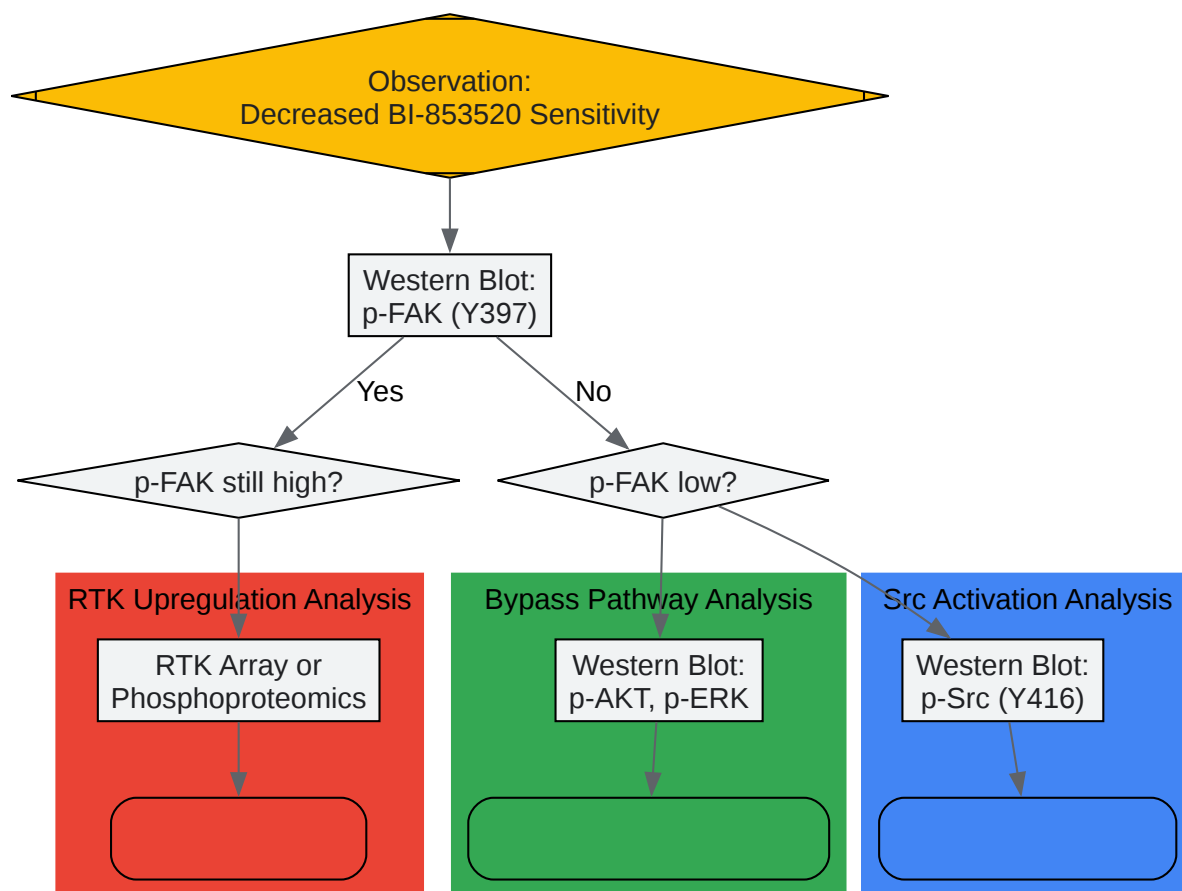 Observation:
Decreased BI-853520 Sensitivity
Western Blot:
p-FAK (Y397)
Yes
No
p-FAK still high?
p-FAK low?
RTK Upregulation Analysis
Bypass Pathway Analysis
Src Activation Analysis
RTK Array or
Phosphoproteomics
Western Blot:
p-AKT, p-ERK
Western Blot:
p-Src (Y416)